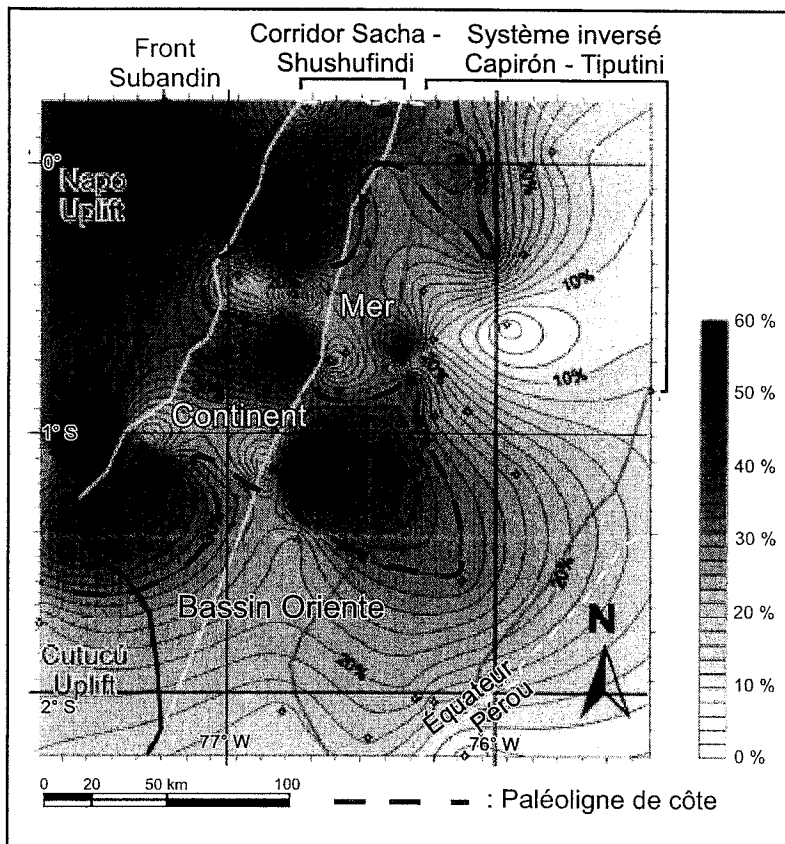 Front
Subandin
Corridor Sacha -
Shushufindi
Système inversé
Capirón - Tiputini
0°
Napo
Uplift
Mer
10%
10%
Continent
1° S
60 %
50 %
40 %
30 %
20 %
10 %
0 %
20%
Bassin Oriente
N
Cutucú
Uplift
20%
Équateur
Pérou
2° S
77° W
76° W
0 20 50 km 100
: Paléoligne de côte